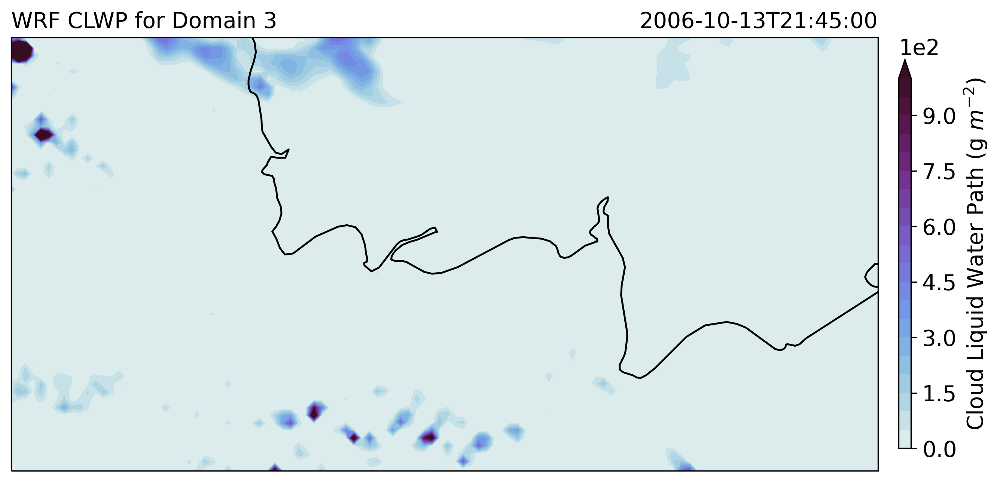 WRF CLWP for Domain 3
2006-10-13T21:45:00
1e2
9.0
7.5
6.0
4.5
3.0
1.5
0.0
Cloud Liquid Water Path (g m⁻²)